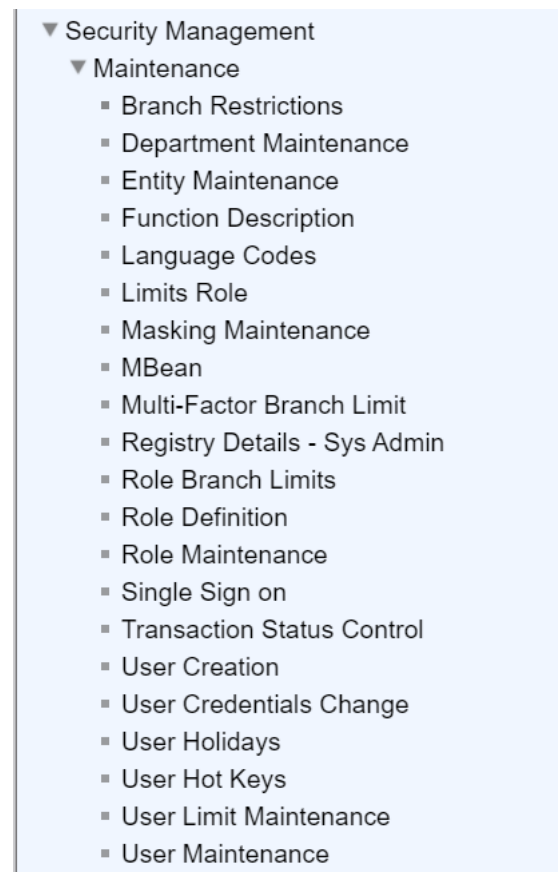 Security Management
Maintenance
Branch Restrictions
Department Maintenance
Entity Maintenance
Function Description
Language Codes
Limits Role
Masking Maintenance
MBean
Multi-Factor Branch Limit
Registry Details - Sys Admin
Role Branch Limits
Role Definition
Role Maintenance
Single Sign on
Transaction Status Control
User Creation
User Credentials Change
User Holidays
User Hot Keys
User Limit Maintenance
User Maintenance